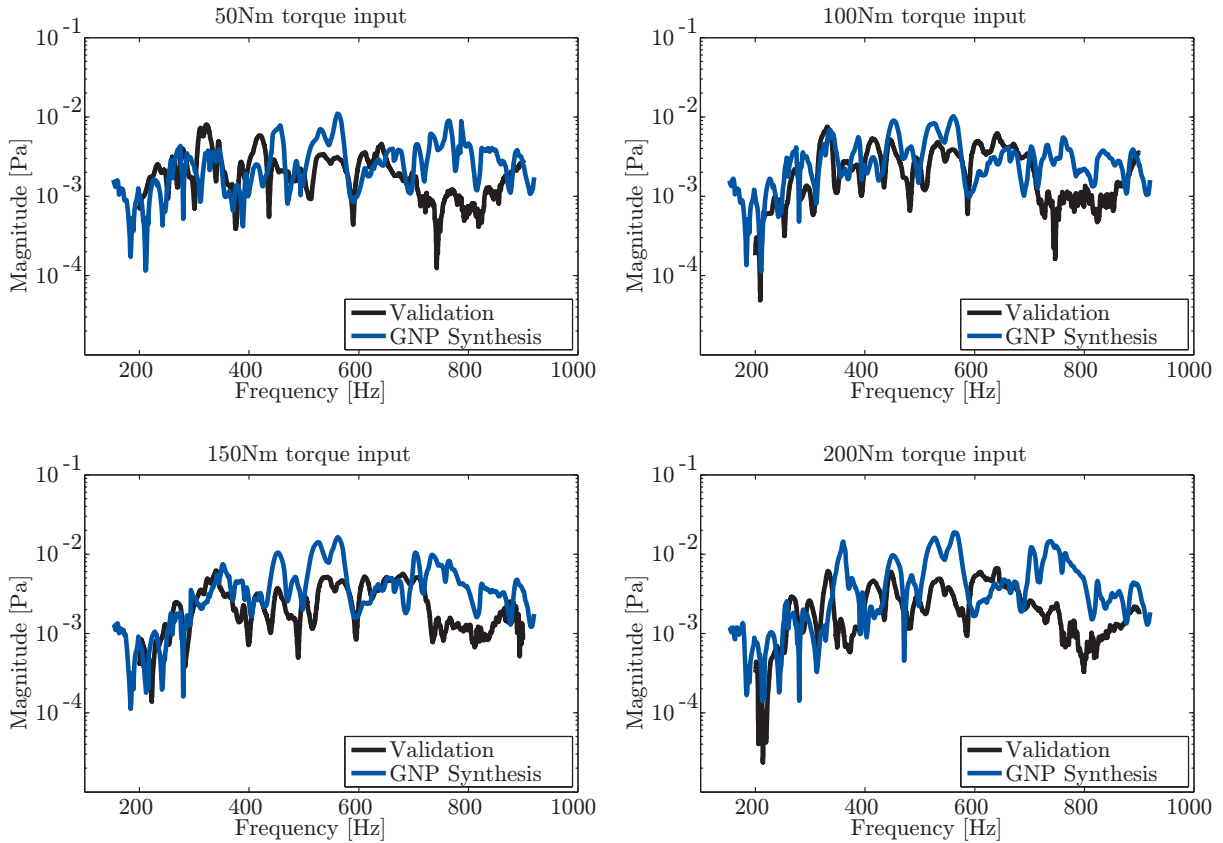 50Nm torque input
10^-1
10^-2
10^-3
10^-4
Magnitude [Pa]
Validation
GNP Synthesis
200 400 600 800 1000
Frequency [Hz]
100Nm torque input
10^-1
10^-2
10^-3
10^-4
Magnitude [Pa]
Validation
GNP Synthesis
200 400 600 800 1000
Frequency [Hz]
150Nm torque input
10^-1
10^-2
10^-3
10^-4
Magnitude [Pa]
Validation
GNP Synthesis
200 400 600 800 1000
Frequency [Hz]
200Nm torque input
10^-1
10^-2
10^-3
10^-4
Magnitude [Pa]
Validation
GNP Synthesis
200 400 600 800 1000
Frequency [Hz]